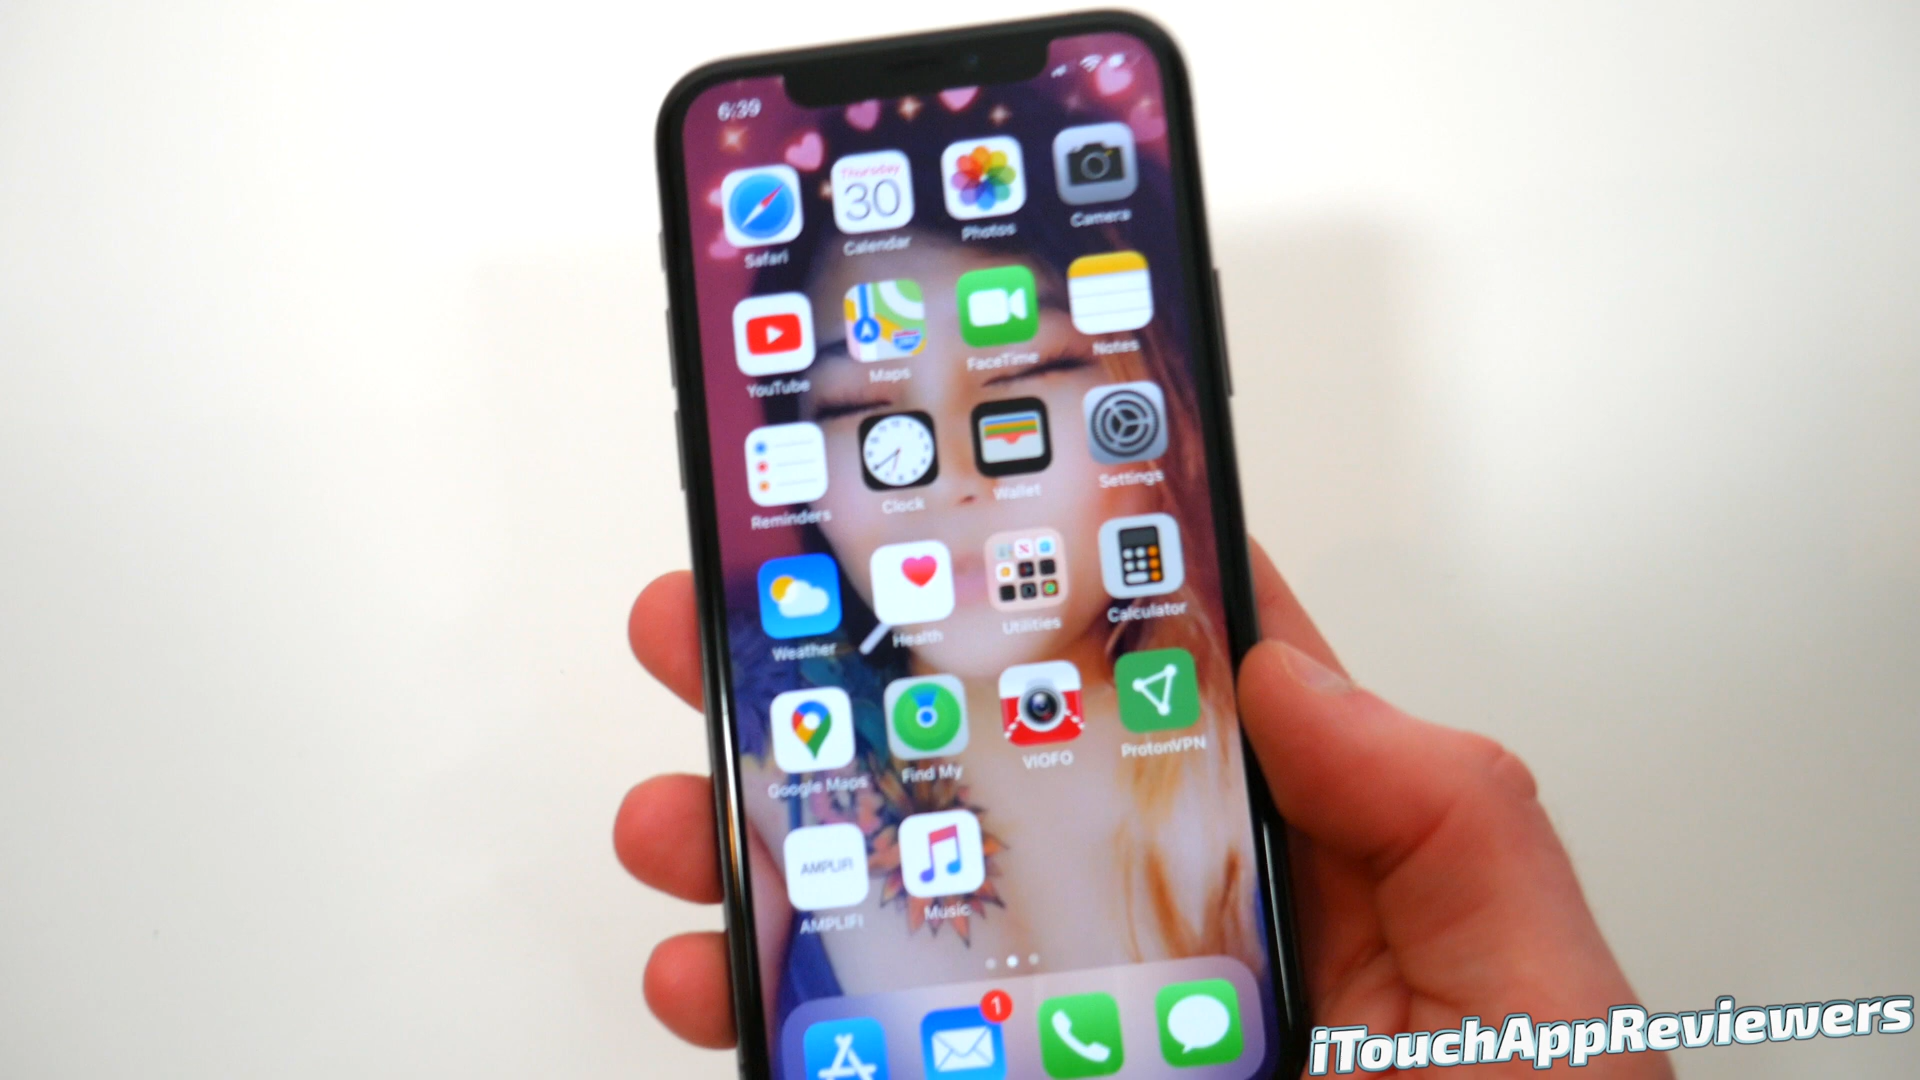 6:39
Thursday
30
Safari
Calendar
Photos
Camera
YouTube
Maps
FaceTime
Notes
Reminders
Clock
Wallet
Settings
Weather
Health
Utilities
Calculator
Google Maps
Find My
VIOFO
ProtonVPN
AMPLIFI
AMPLIFI
Music
1
iTouchAppReviewers